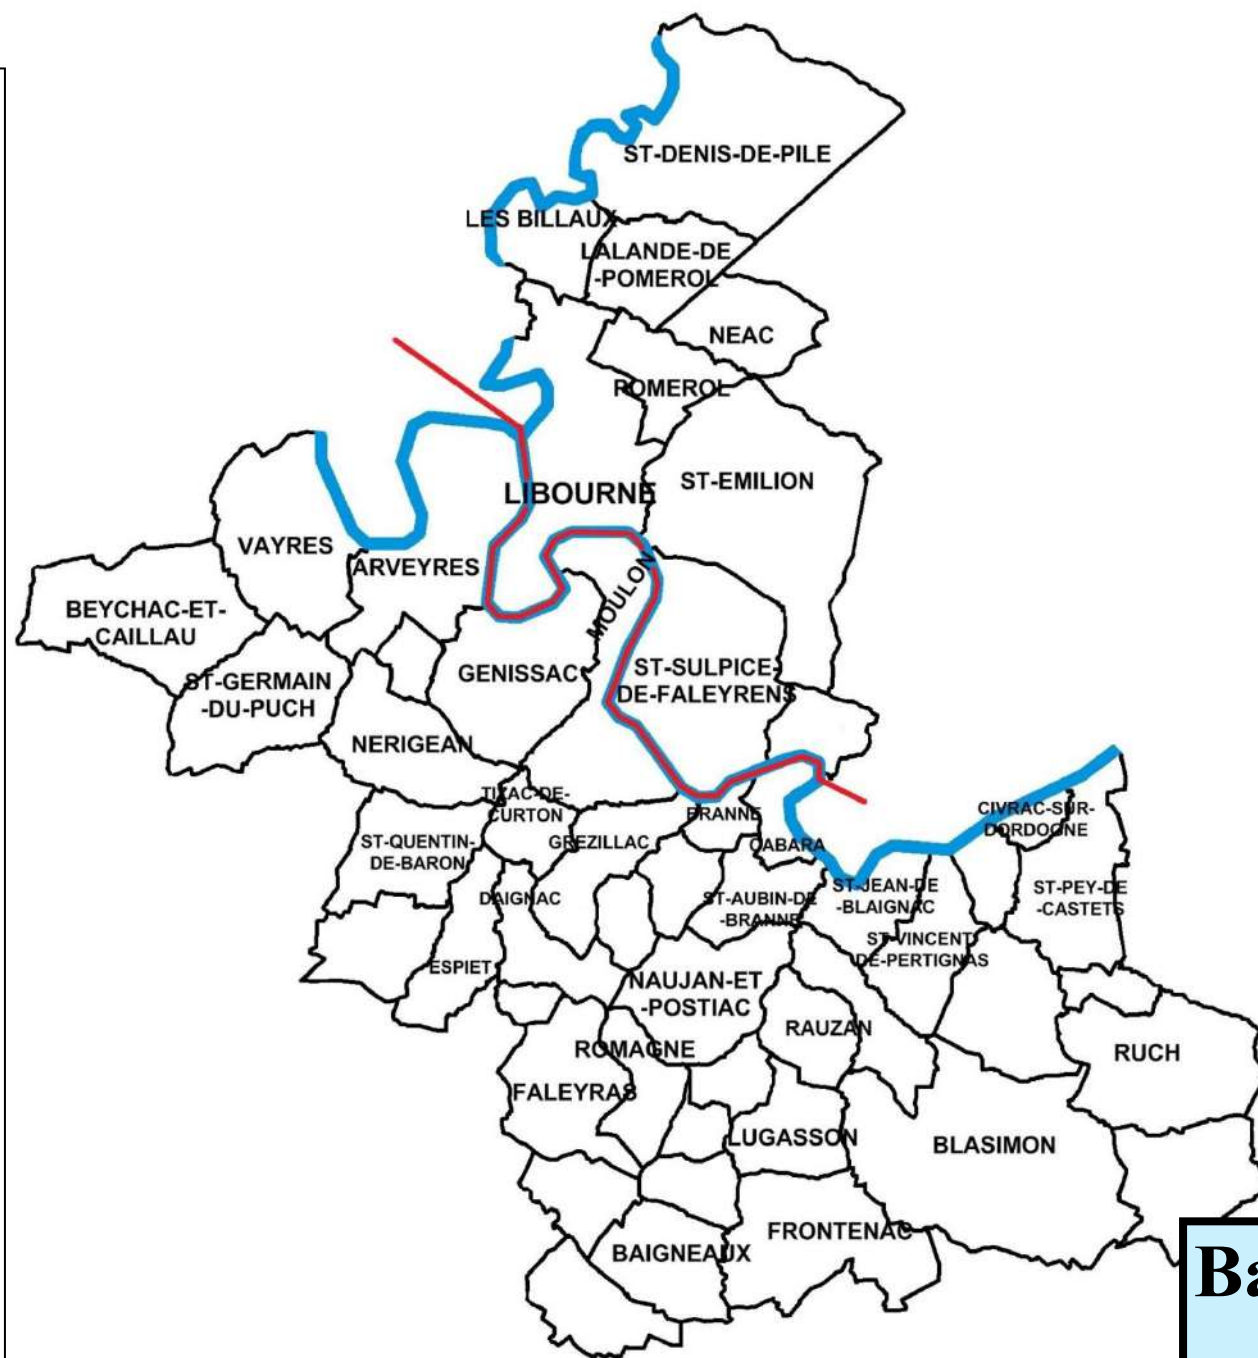 ST-DENIS-DE-PILE
LES BILLAUX
LALANDE-DE
-POMEROL
NEAC
POMEROL
ST-EMILION
LIBOURNE
VAYRES
ARVEYRES
MOULON
BEYCHAC-ET-
CAILLAU
GENISSAC
ST-SULPICE-
DE-FALEYRENS
ST-GERMAIN
-DU-PUCH
NERIGEAN
TIZAC-DE-
CURTON
BRANNE
CIVRAC-SUR-
DORDOGNE
ST-QUENTIN-
DE-BARON
GREZILLAC
CABARA
DAIGNAC
ST-AUBIN-DE
-BRANNE
ST-JEAN-DE
-BLAIGNAC
ST-PEY-DE
-CASTETS
ST-VINCENT
DE-PERTIGNAS
ESPIET
NAUJAN-ET
-POSTIAC
RAUZAN
ROMAGNE
RUCH
FALEYRAS
LUGASSON
BLASIMON
FRONTENAC
BAIGNEAUX
Ba